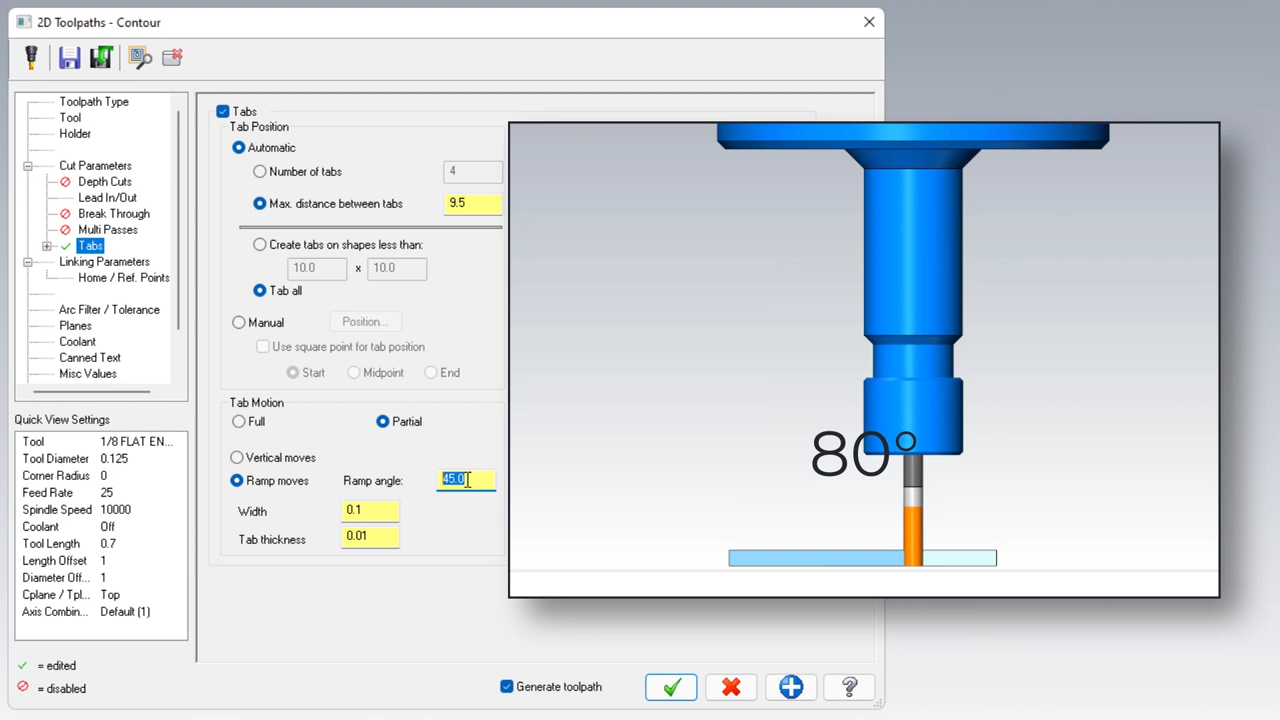 2D Toolpaths - Contour
Toolpath Type
Tool
Holder
Cut Parameters
Depth Cuts
Lead In/Out
Break Through
Multi Passes
Tabs
Linking Parameters
Home / Ref. Points
Arc Filter / Tolerance
Planes
Coolant
Canned Text
Misc Values
Quick View Settings
Tool 1/8 FLAT EN...
Tool Diameter 0.125
Corner Radius 0
Feed Rate 25
Spindle Speed 10000
Coolant Off
Tool Length 0.7
Length Offset 1
Diameter Off... 1
Cplane / Tpl... Top
Axis Combin... Default (1)
= edited
= disabled
Tabs
Tab Position
Automatic
Number of tabs 4
Max. distance between tabs 9.5
Create tabs on shapes less than:
10.0 x 10.0
Tab all
Manual Position...
Use square point for tab position
Start Midpoint End
Tab Motion
Full Partial
Vertical moves
Ramp moves Ramp angle: 45.0
Width 0.1
Tab thickness 0.01
80°
Generate toolpath